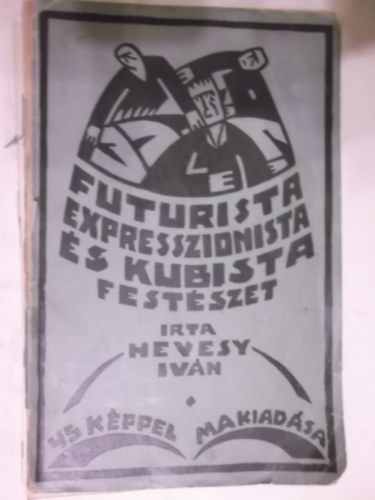 FUTURISTA
EXPRESSZIONISTA
ÉS KUBISTA
FESTÉSZET
IRTA
HEVESY
IVÁN
45 KÉPPEL MA KIADÁSA